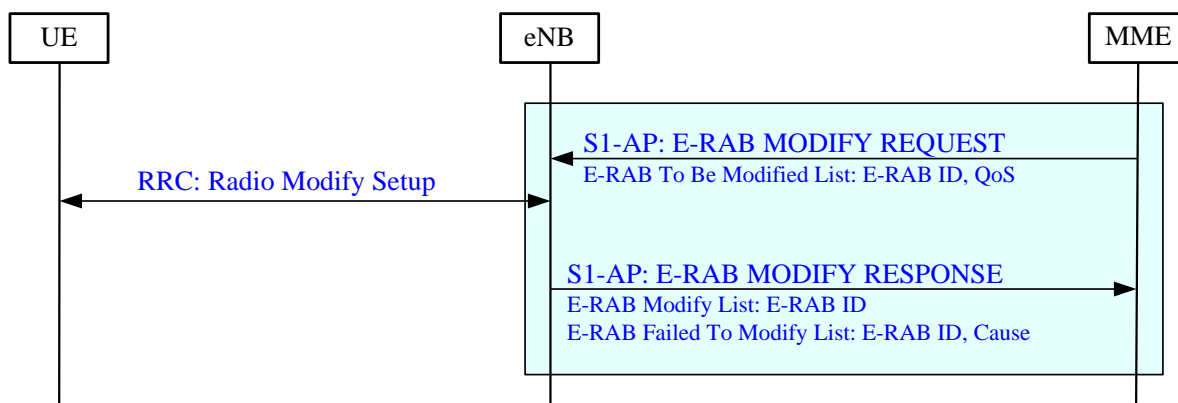 UE
eNB
MME
S1-AP: E-RAB MODIFY REQUEST
E-RAB To Be Modified List: E-RAB ID, QoS
RRC: Radio Modify Setup
S1-AP: E-RAB MODIFY RESPONSE
E-RAB Modify List: E-RAB ID
E-RAB Failed To Modify List: E-RAB ID, Cause